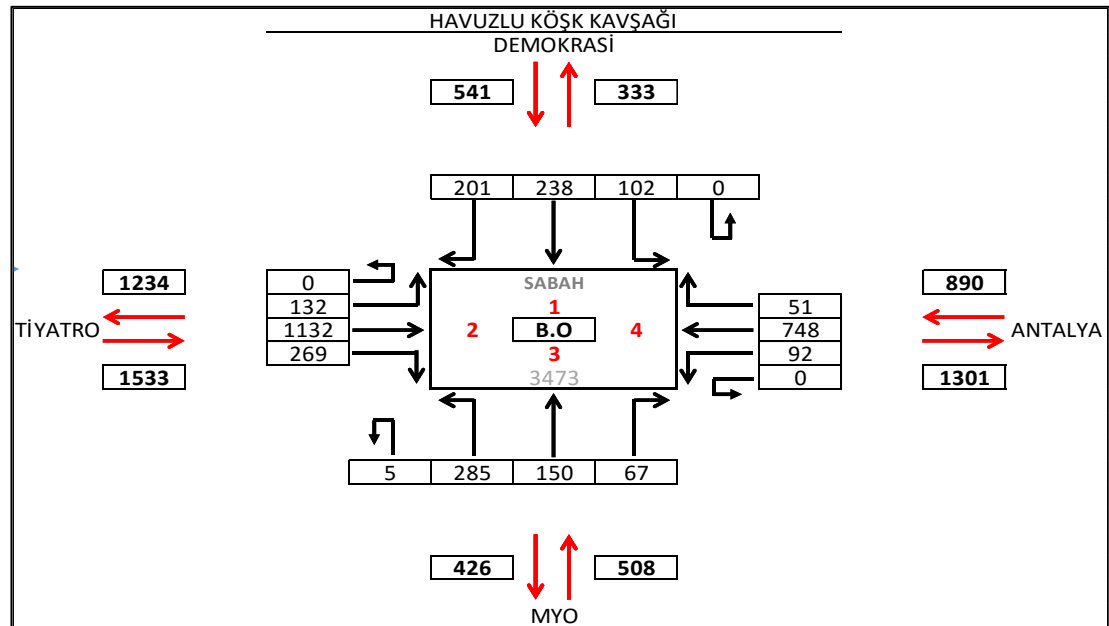 HAVUZLU KÖŞK KAVŞAĞI
DEMOKRASİ
541 333
201 238 102 0
1234
0
132
1132
269
TİYATRO
1533
SABAH
1
2 B.O 4
3
3473
890
51
748
92
0
ANTALYA
1301
5 285 150 67
426 508
MYO